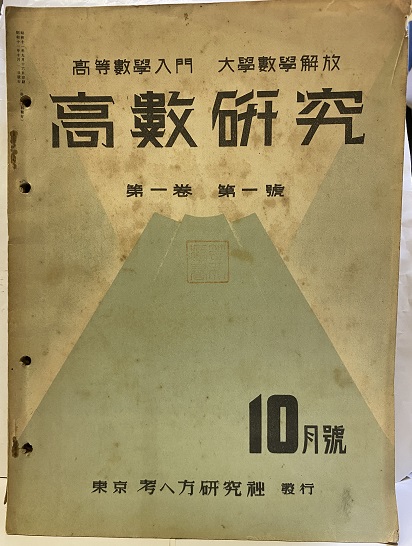 高等數學入門　大學數學解放
高數研究
第一卷　第一號
10月號
東京 考へ方研究社 發行